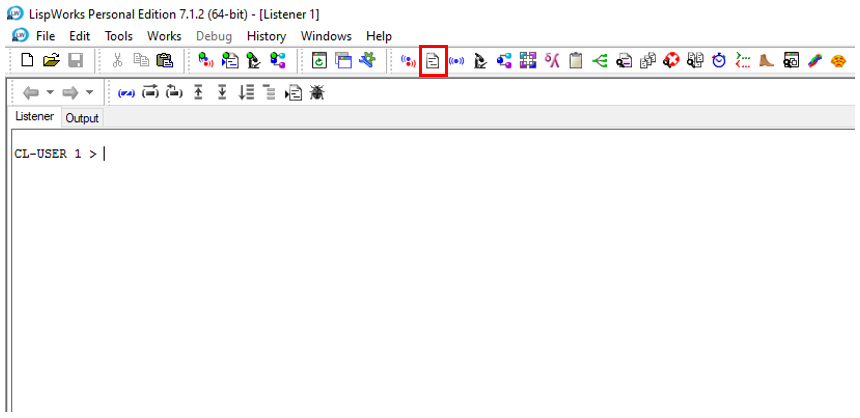 LispWorks Personal Edition 7.1.2 (64-bit) - [Listener 1]
File Edit Tools Works Debug History Windows Help
Listener Output
CL-USER 1 >